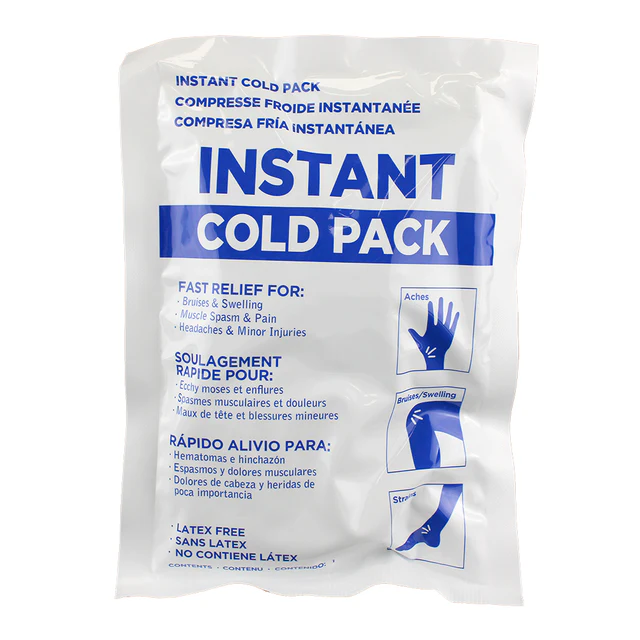 INSTANT COLD PACK
COMPRESSE FROIDE INSTANTANÉE
COMPRESA FRÍA INSTANTÁNEA
INSTANT
COLD PACK
FAST RELIEF FOR:
· Bruises & Swelling
· Muscle Spasm & Pain
· Headaches & Minor Injuries
Aches
SOULAGEMENT
RAPIDE POUR:
· Ecchy moses et enflures
· Spasmes musculaires et douleurs
· Maux de tête et blessures mineures
Bruises/Swelling
RÁPIDO ALIVIO PARA:
· Hematomas e hinchazón
· Espasmos y dolores musculares
· Dolores de cabeza y heridas de
poca importancia
Strains
· LATEX FREE
· SANS LATEX
· NO CONTIENE LÁTEX
CONTENTS · CONTENU · CONTENIDO: